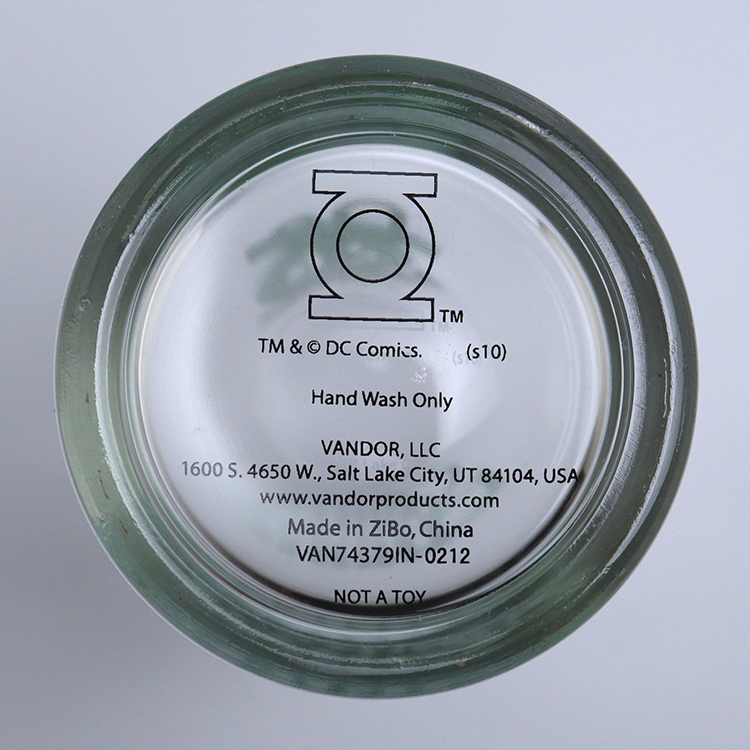 TM
TM & © DC Comics. (s10)
Hand Wash Only
VANDOR, LLC
1600 S. 4650 W., Salt Lake City, UT 84104, USA
www.vandorproducts.com
Made in ZiBo, China
VAN74379IN-0212
NOT A TOY